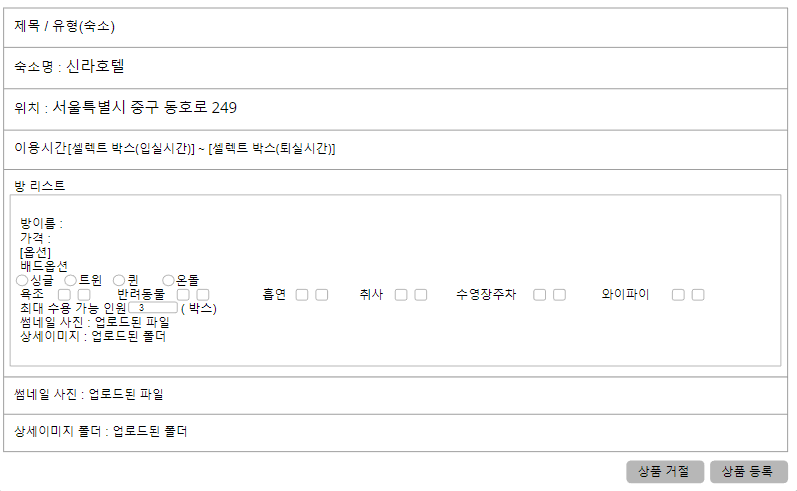 제목 / 유형(숙소)
숙소명 : 신라호텔
위치 : 서울특별시 중구 동호로 249
이용시간[셀렉트 박스(입실시간)] ~ [셀렉트 박스(퇴실시간)]
방 리스트
방이름 :
가격 :
[옵션]
배드옵션
싱글 트윈 퀸 온돌
욕조 반려동물 흡연 취사 수영장주차 와이파이
최대 수용 가능 인원 3 ( 박스)
썸네일 사진 : 업로드된 파일
상세이미지 : 업로드된 폴더
썸네일 사진 : 업로드된 파일
상세이미지 폴더 : 업로드된 폴더
상품 거절 상품 등록